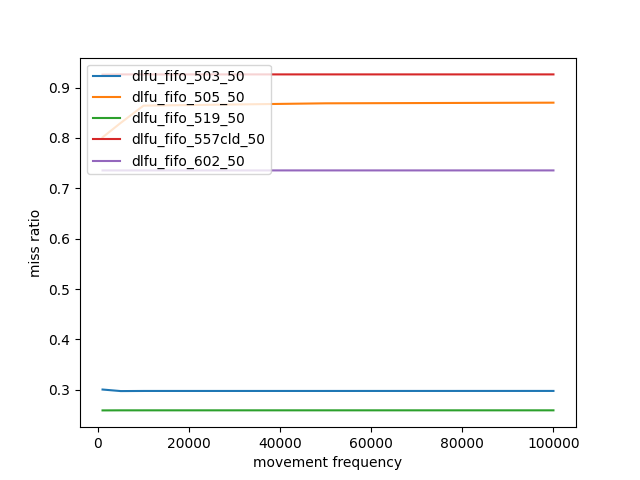 dlfu_fifo_503_50
dlfu_fifo_505_50
dlfu_fifo_519_50
dlfu_fifo_557cld_50
dlfu_fifo_602_50
0.9
0.8
0.7
0.6
0.5
0.4
0.3
miss ratio
0 20000 40000 60000 80000 100000
movement frequency